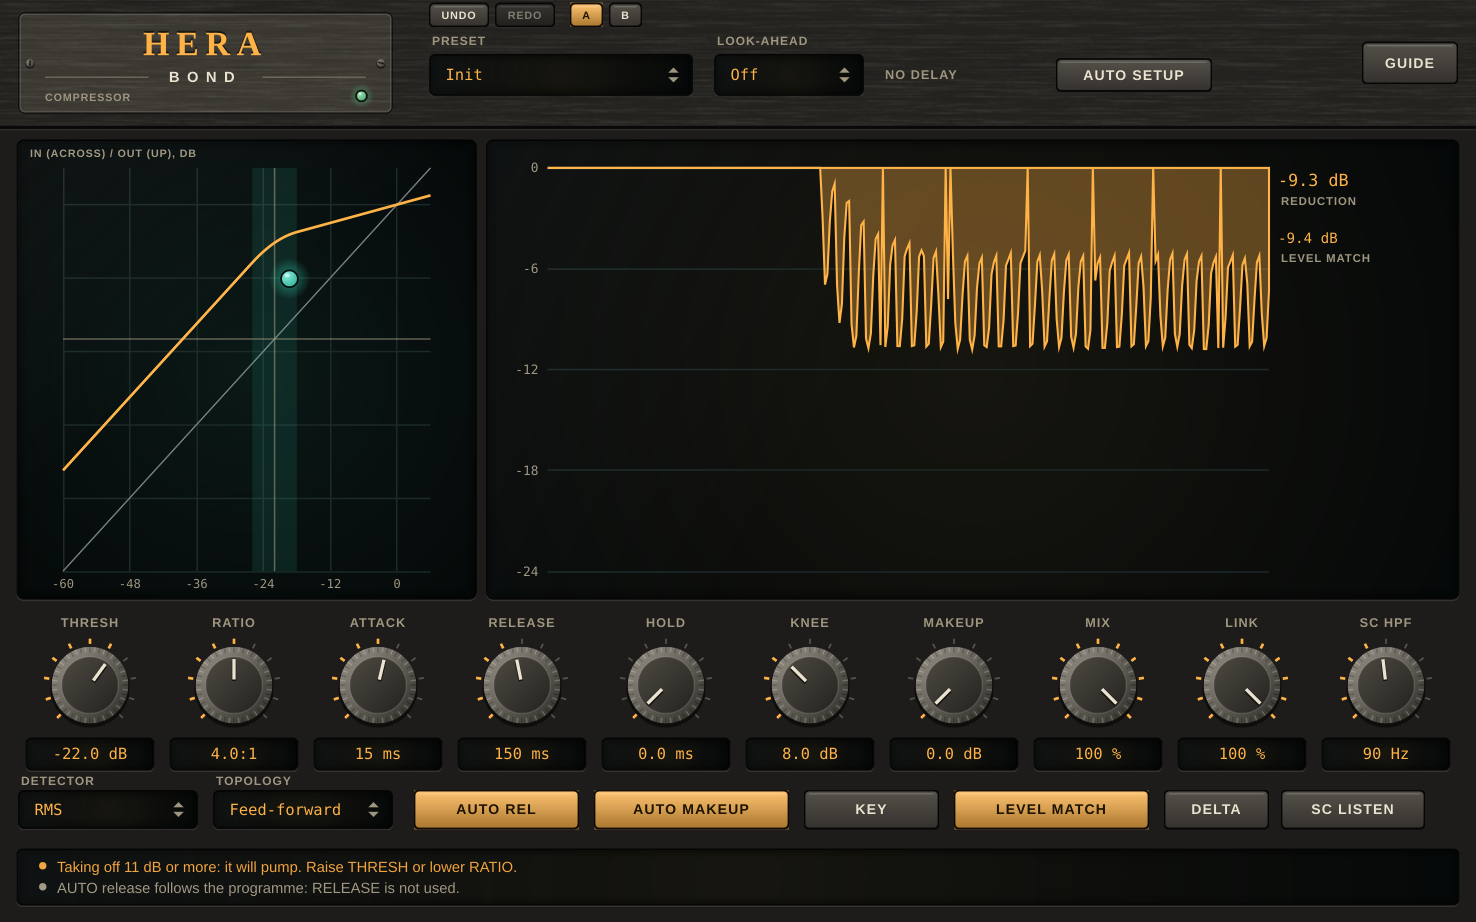 UNDO REDO A B
HERA
BOND
COMPRESSOR
PRESET LOOK-AHEAD
Init Off NO DELAY AUTO SETUP GUIDE
IN (ACROSS) / OUT (UP), DB
-60 -48 -36 -24 -12 0
0
-6
-12
-18
-24
-9.3 dB
REDUCTION
-9.4 dB
LEVEL MATCH
THRESH RATIO ATTACK RELEASE HOLD KNEE MAKEUP MIX LINK SC HPF
-22.0 dB 4.0:1 15 ms 150 ms 0.0 ms 8.0 dB 0.0 dB 100 % 100 % 90 Hz
DETECTOR TOPOLOGY
RMS Feed-forward AUTO REL AUTO MAKEUP KEY LEVEL MATCH DELTA SC LISTEN
Taking off 11 dB or more: it will pump. Raise THRESH or lower RATIO.
AUTO release follows the programme: RELEASE is not used.